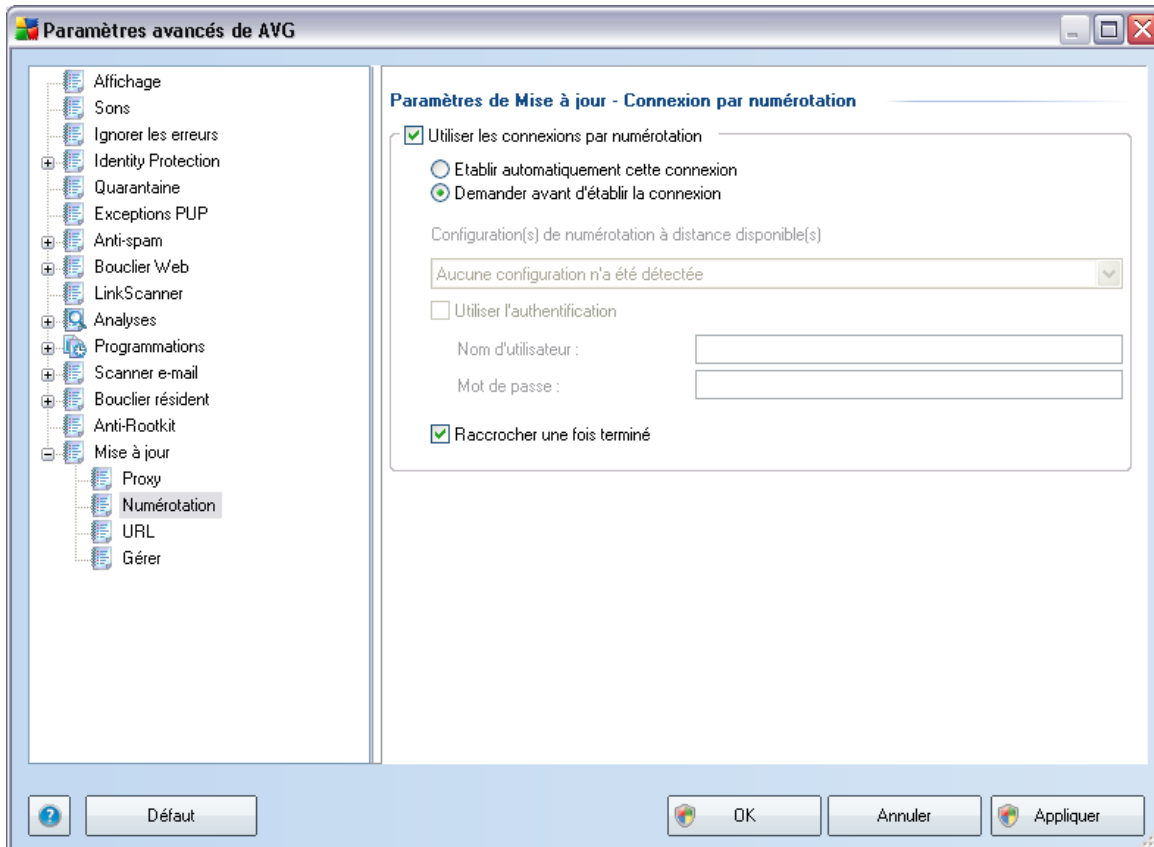 Paramètres avancés de AVG
Affichage
Sons
Ignorer les erreurs
Identity Protection
Quarantaine
Exceptions PUP
Anti-spam
Bouclier Web
LinkScanner
Analyses
Programmations
Scanner e-mail
Bouclier résident
Anti-Rootkit
Mise à jour
Proxy
Numérotation
URL
Gérer
Paramètres de Mise à jour - Connexion par numérotation
Utiliser les connexions par numérotation
Etablir automatiquement cette connexion
Demander avant d'établir la connexion
Configuration(s) de numérotation à distance disponible(s)
Aucune configuration n'a été détectée
Utiliser l'authentification
Nom d'utilisateur :
Mot de passe :
Raccrocher une fois terminé
Défaut
OK
Annuler
Appliquer